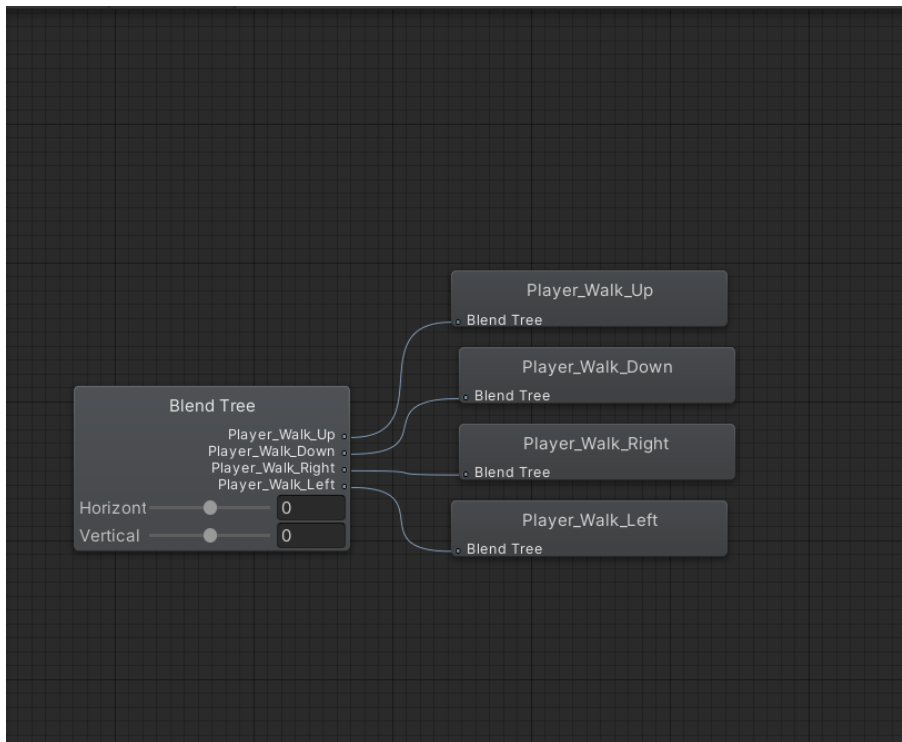 Player_Walk_Up
Blend Tree
Player_Walk_Down
Blend Tree
Blend Tree
Player_Walk_Up
Player_Walk_Down
Player_Walk_Right
Player_Walk_Left
Horizont 0
Vertical 0
Player_Walk_Right
Blend Tree
Player_Walk_Left
Blend Tree